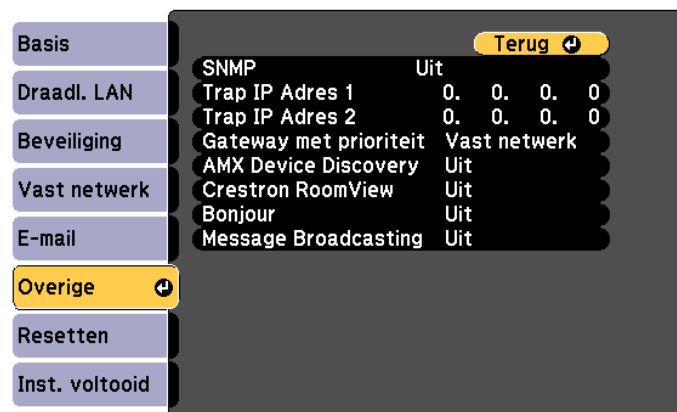 Basis
Draadl. LAN
Beveiliging
Vast netwerk
E-mail
Overige
Resetten
Inst. voltooid
Terug
SNMP Uit
Trap IP Adres 1 0. 0. 0. 0
Trap IP Adres 2 0. 0. 0. 0
Gateway met prioriteit Vast netwerk
AMX Device Discovery Uit
Crestron RoomView Uit
Bonjour Uit
Message Broadcasting Uit